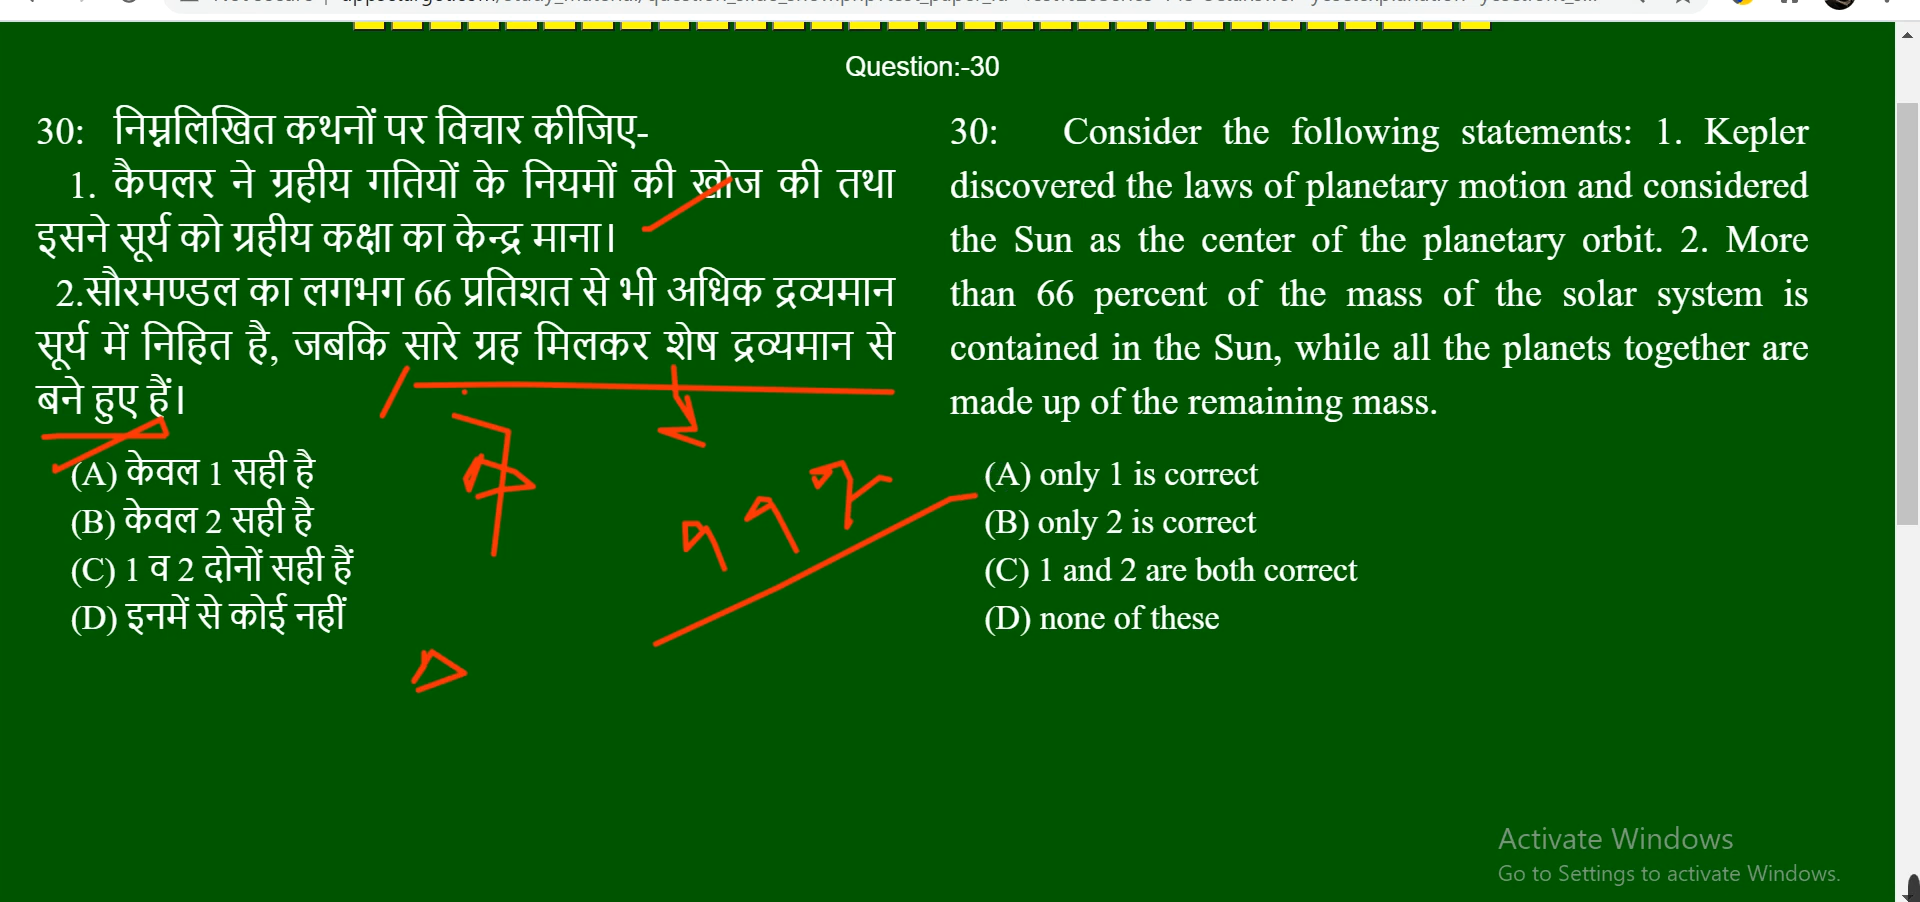 Question:-30
30: निम्नलिखित कथनों पर विचार कीजिए-
1. कैपलर ने ग्रहीय गतियों के नियमों की खोज की तथा
इसने सूर्य को ग्रहीय कक्षा का केन्द्र माना।
2.सौरमण्डल का लगभग 66 प्रतिशत से भी अधिक द्रव्यमान
सूर्य में निहित है, जबकि सारे ग्रह मिलकर शेष द्रव्यमान से
बने हुए हैं।
(A) केवल 1 सही है
(B) केवल 2 सही है
(C) 1 व 2 दोनों सही हैं
(D) इनमें से कोई नहीं
30: Consider the following statements: 1. Kepler
discovered the laws of planetary motion and considered
the Sun as the center of the planetary orbit. 2. More
than 66 percent of the mass of the solar system is
contained in the Sun, while all the planets together are
made up of the remaining mass.
(A) only 1 is correct
(B) only 2 is correct
(C) 1 and 2 are both correct
(D) none of these
Activate Windows
Go to Settings to activate Windows.